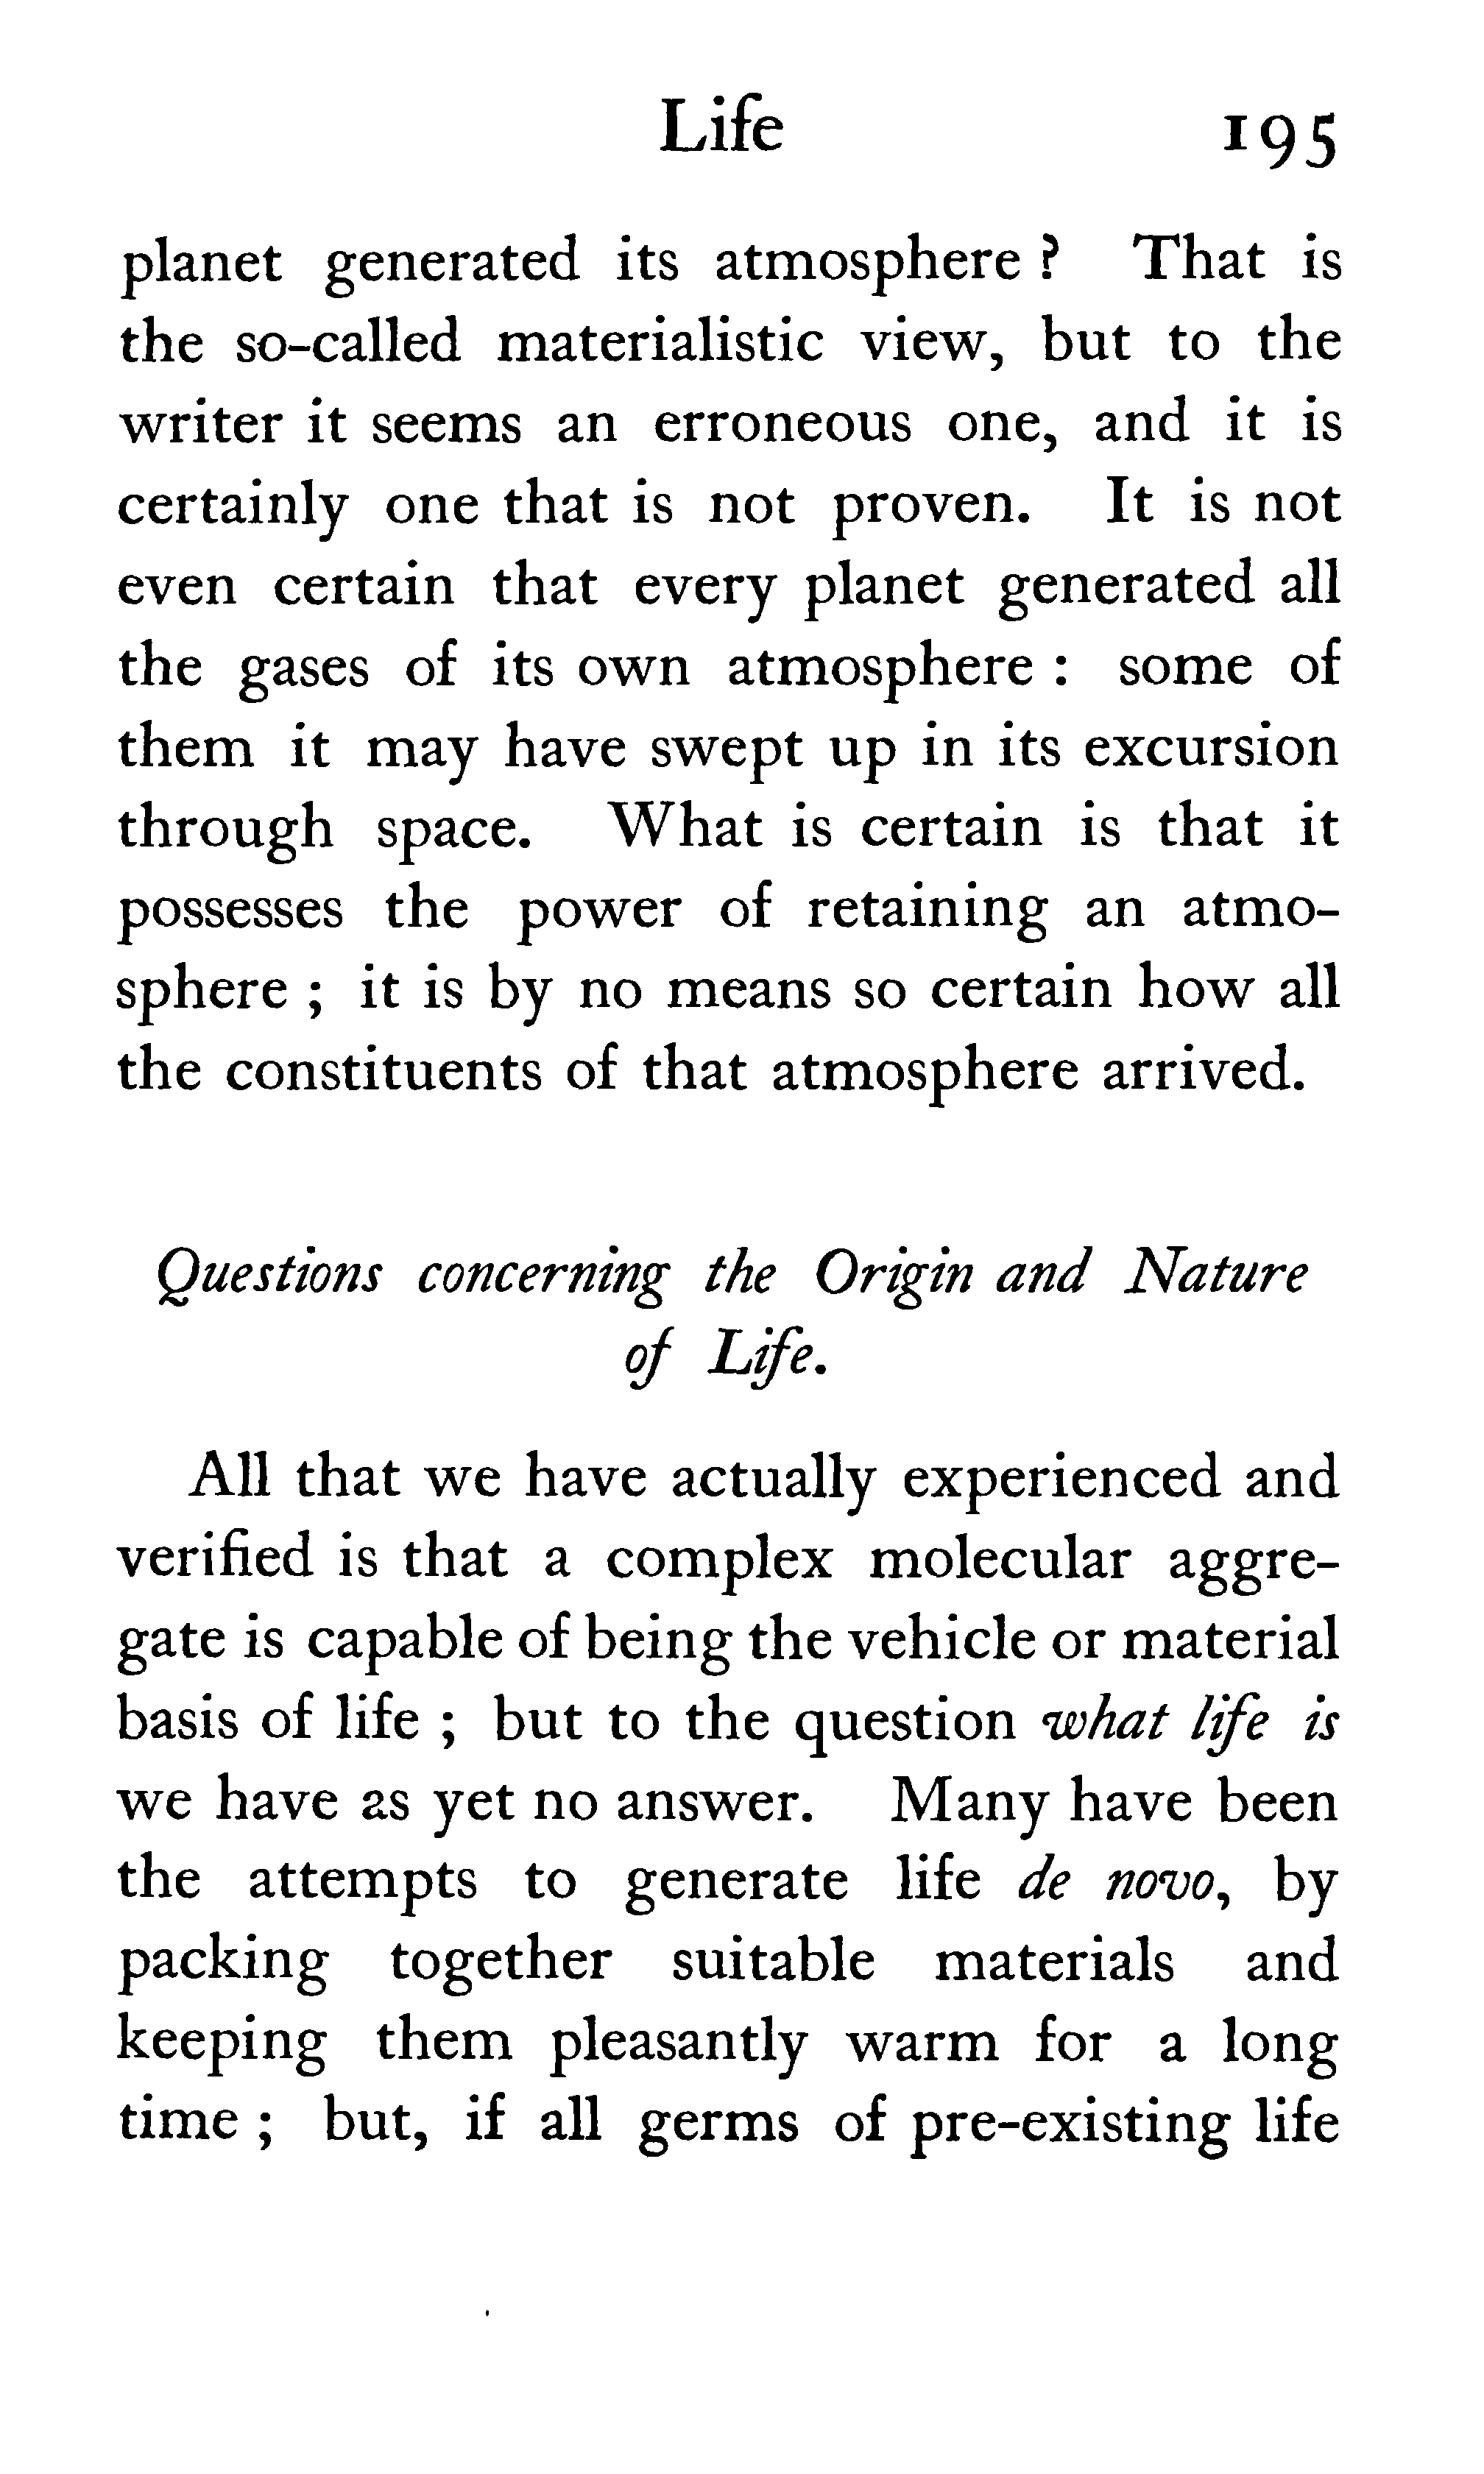 Life 195
planet generated its atmosphere ? That is
the so-called materialistic view, but to the
writer it seems an erroneous one, and it is
certainly one that is not proven. It is not
even certain that every planet generated all
the gases of its own atmosphere : some of
them it may have swept up in its excursion
through space. What is certain is that it
possesses the power of retaining an atmo-
sphere ; it is by no means so certain how all
the constituents of that atmosphere arrived.
Questions concerning the Origin and Nature
of Life.
All that we have actually experienced and
verified is that a complex molecular aggre-
gate is capable of being the vehicle or material
basis of life ; but to the question what life is
we have as yet no answer. Many have been
the attempts to generate life de novo, by
packing together suitable materials and
keeping them pleasantly warm for a long
time ; but, if all germs of pre-existing life